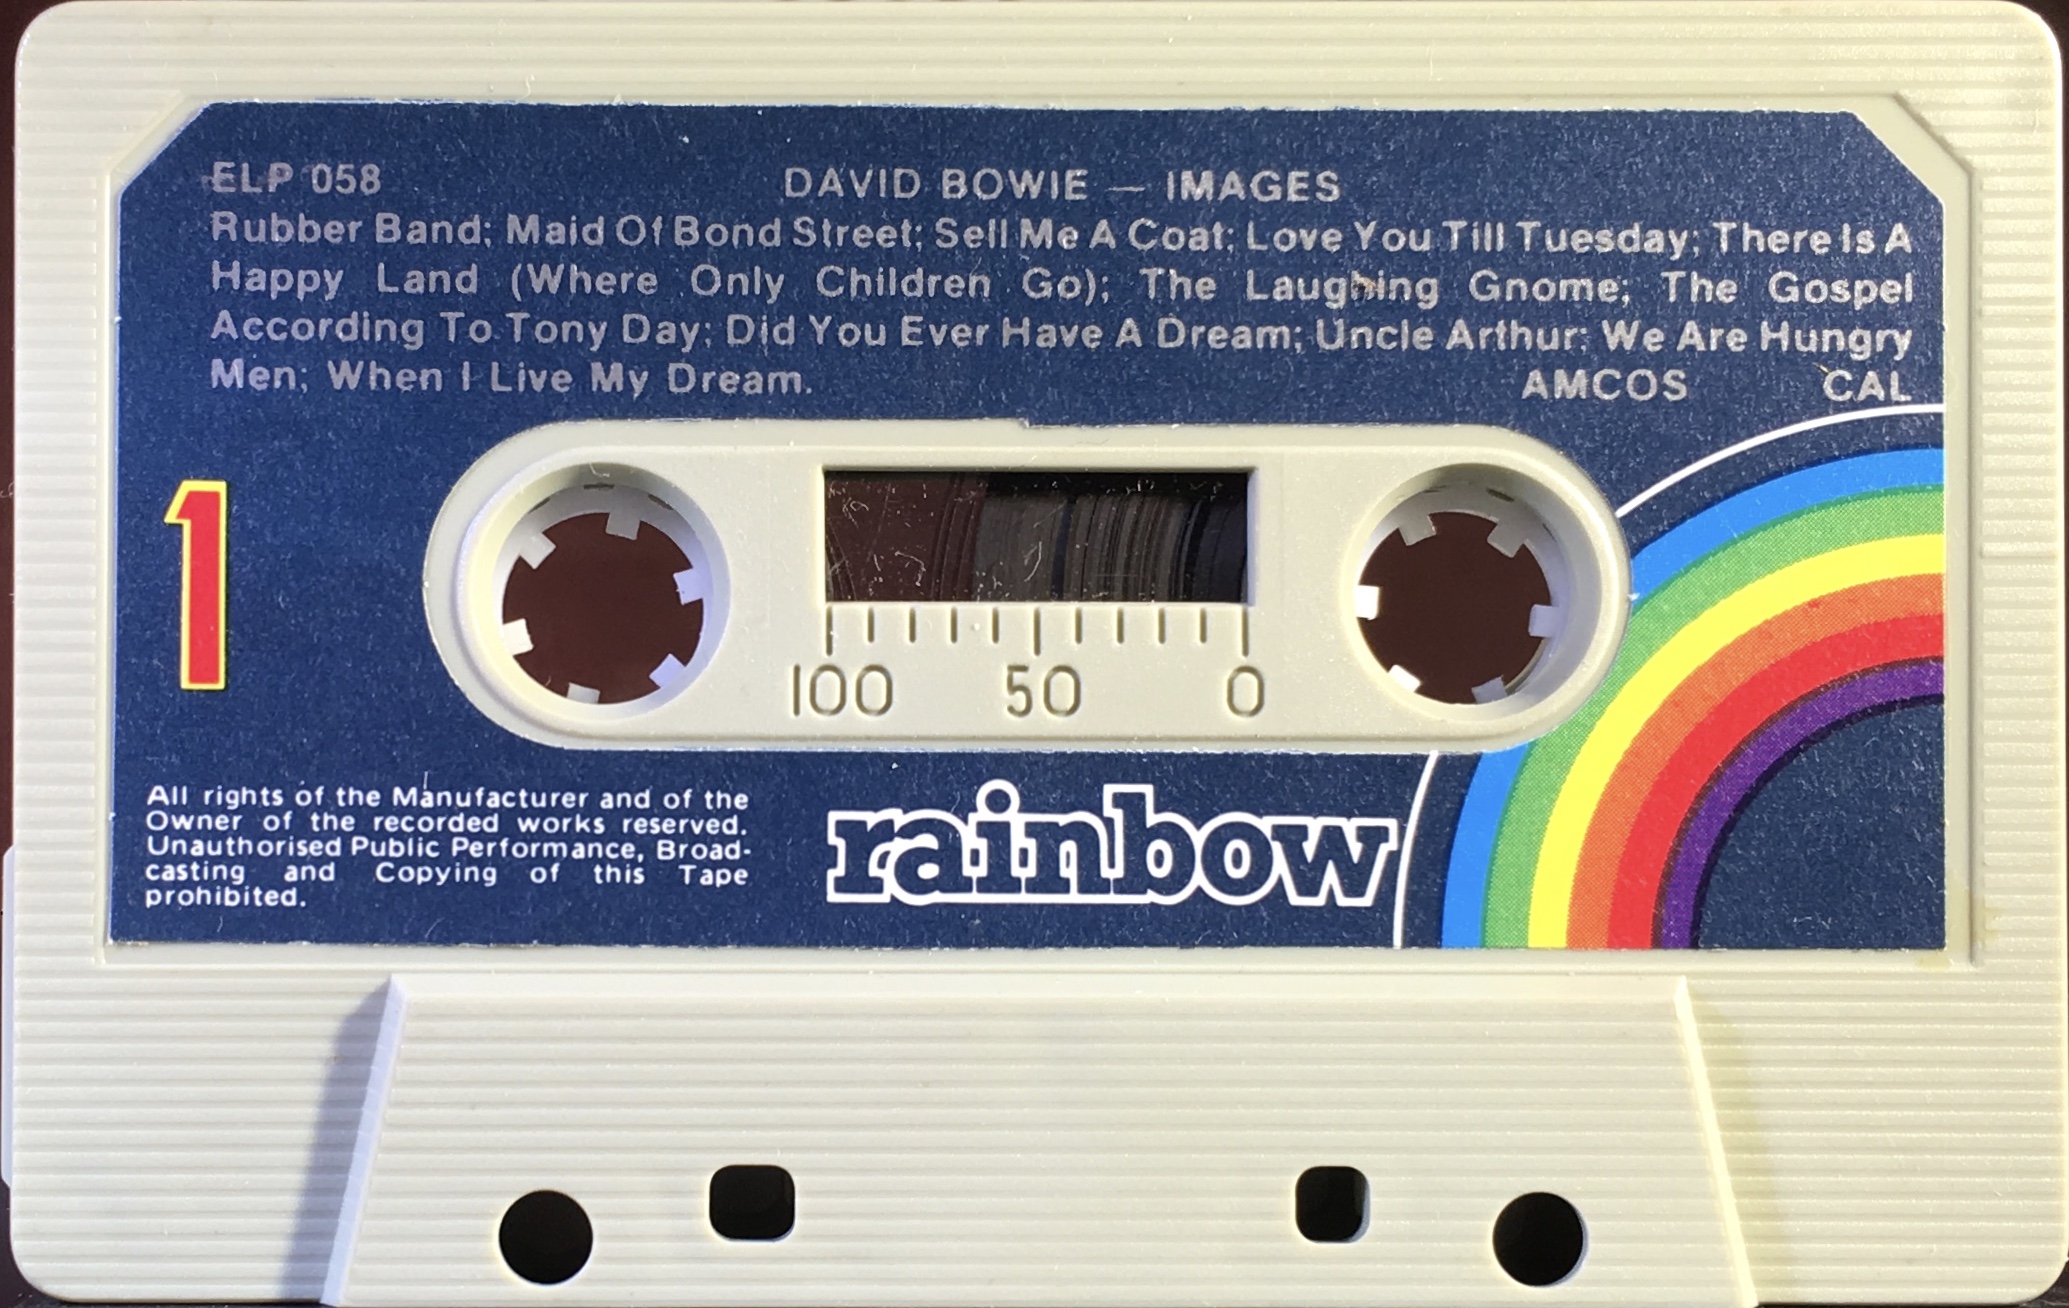 ELP 058 DAVID BOWIE — IMAGES
Rubber Band; Maid Of Bond Street; Sell Me A Coat; Love You Till Tuesday; There Is A
Happy Land (Where Only Children Go); The Laughing Gnome; The Gospel
According To Tony Day; Did You Ever Have A Dream; Uncle Arthur; We Are Hungry
Men; When I Live My Dream. AMCOS CAL
1
100 50 0
All rights of the Manufacturer and of the
Owner of the recorded works reserved.
Unauthorised Public Performance, Broad-
casting and Copying of this Tape
prohibited.
rainbow